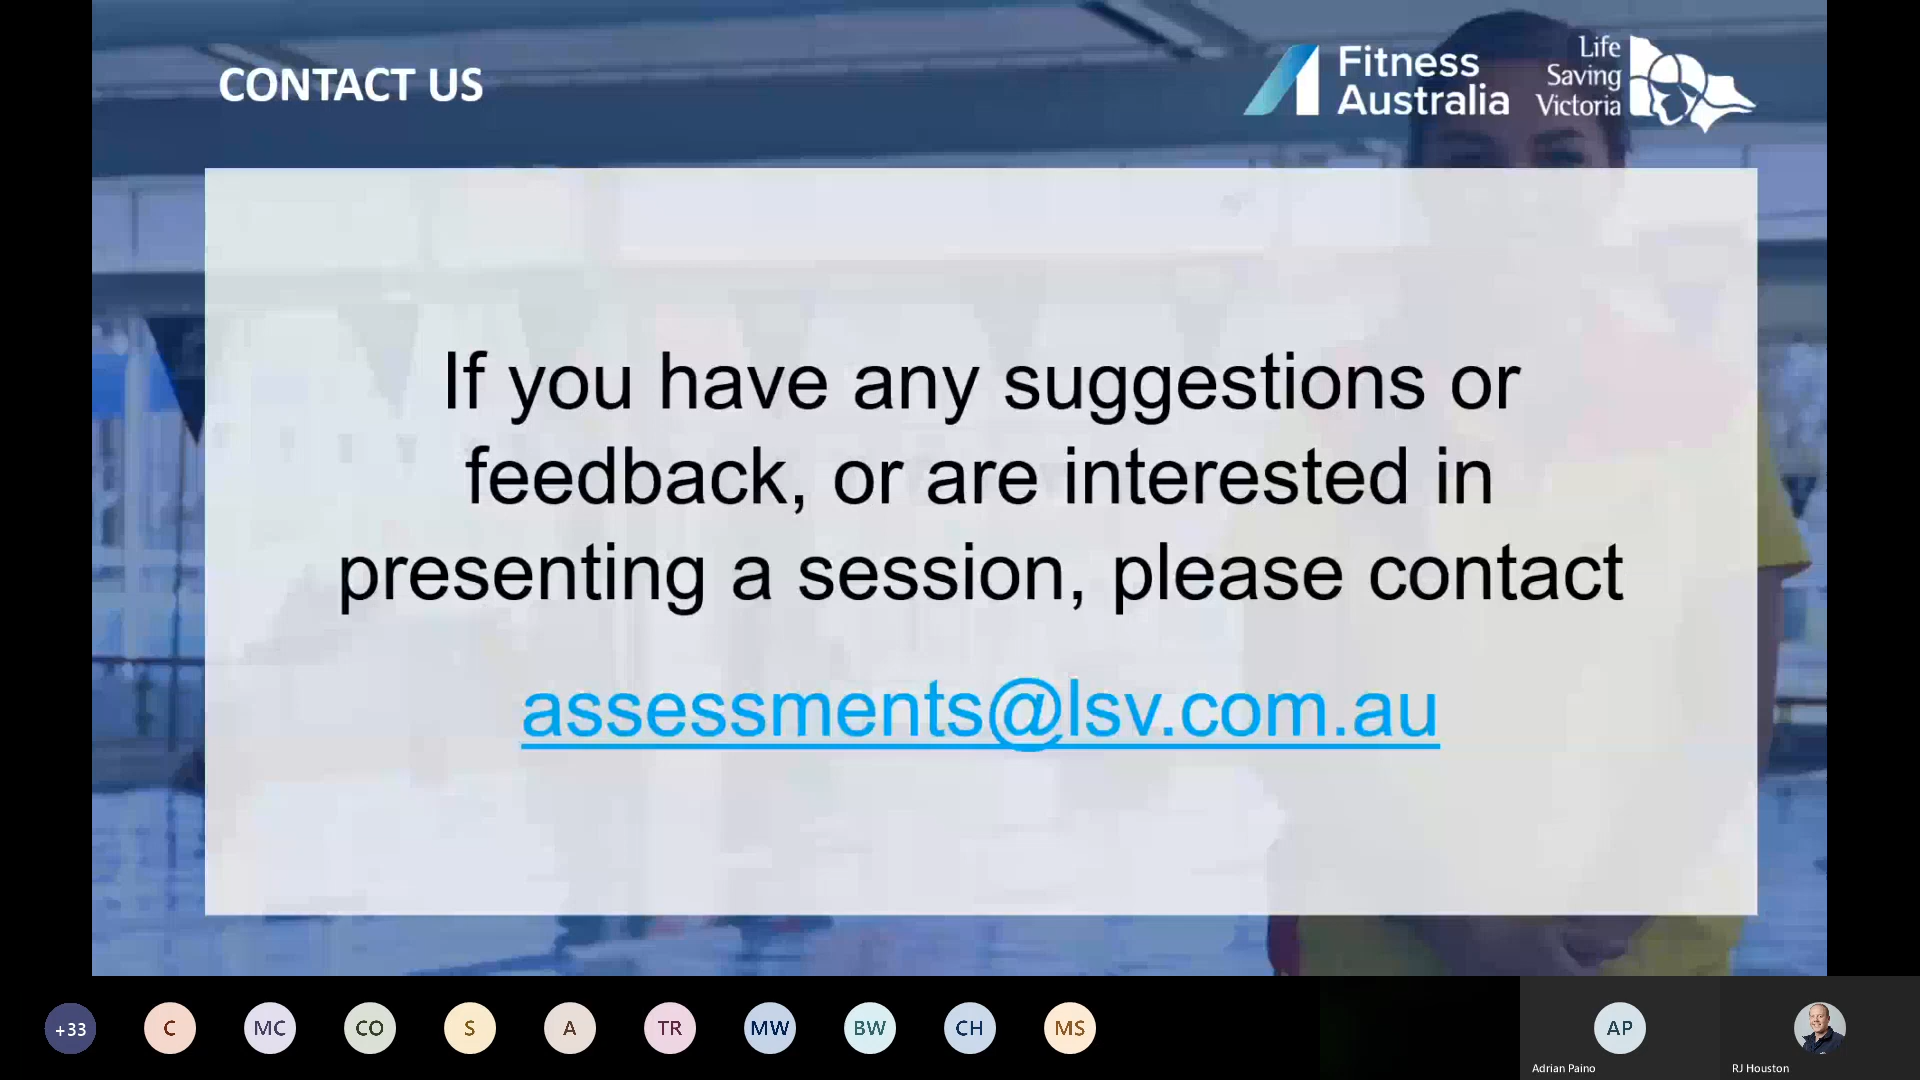 CONTACT US
Fitness
Australia
Life
Saving
Victoria
If you have any suggestions or
feedback, or are interested in
presenting a session, please contact
assessments@lsv.com.au
+33
C
MC
CO
S
A
TR
MW
BW
CH
MS
AP
Adrian Paino
RJ Houston